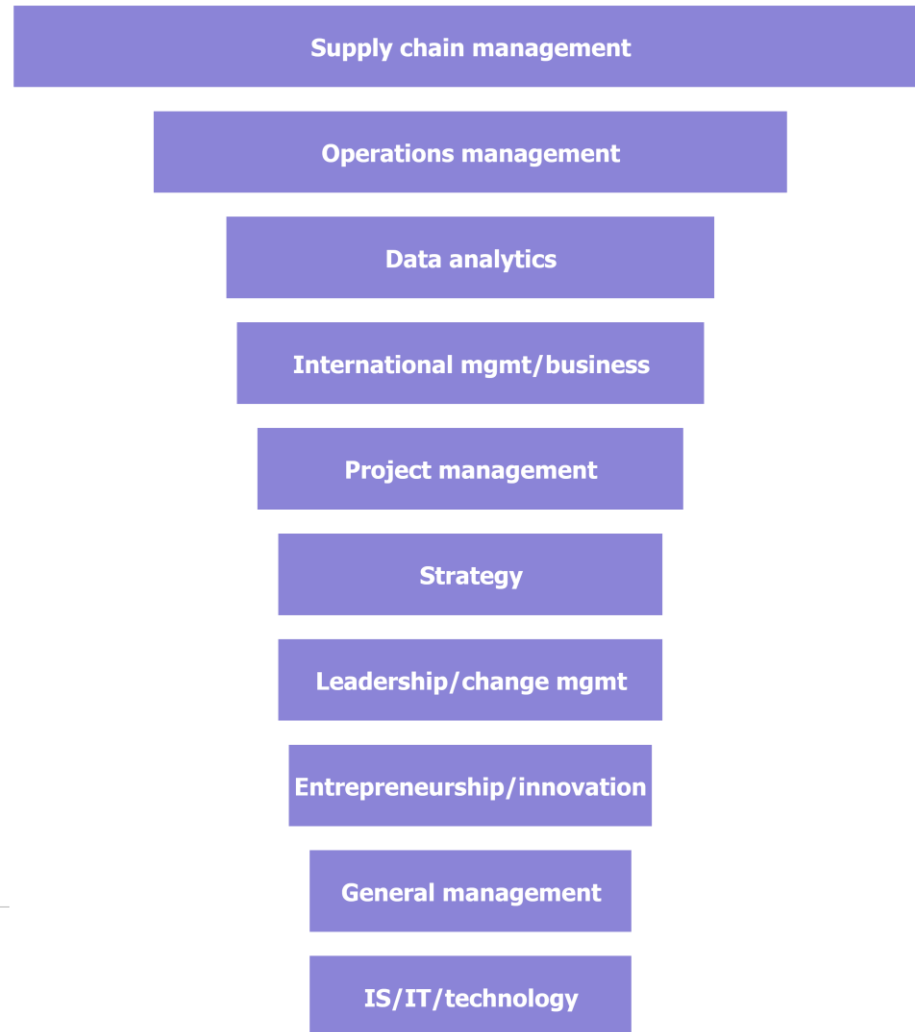 Supply chain management
Operations management
Data analytics
International mgmt/business
Project management
Strategy
Leadership/change mgmt
Entrepreneurship/innovation
General management
IS/IT/technology